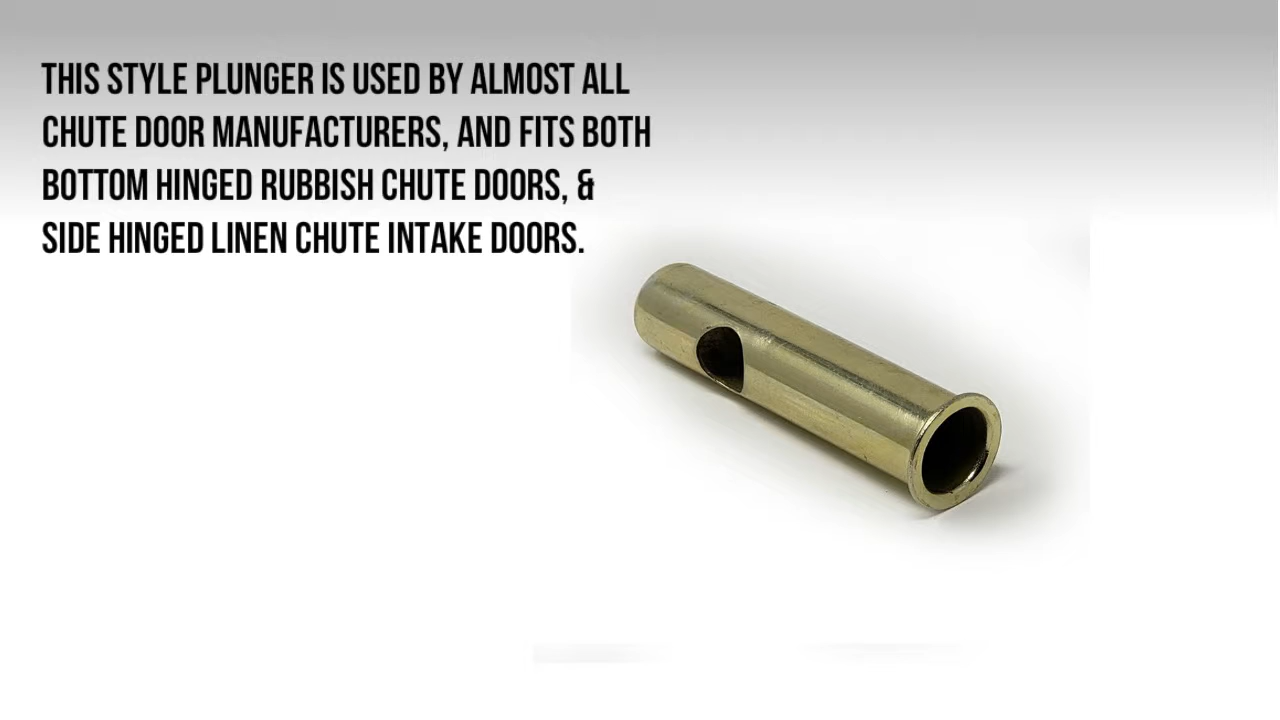 THIS STYLE PLUNGER IS USED BY ALMOST ALL
CHUTE DOOR MANUFACTURERS, AND FITS BOTH
BOTTOM HINGED RUBBISH CHUTE DOORS, &
SIDE HINGED LINEN CHUTE INTAKE DOORS.